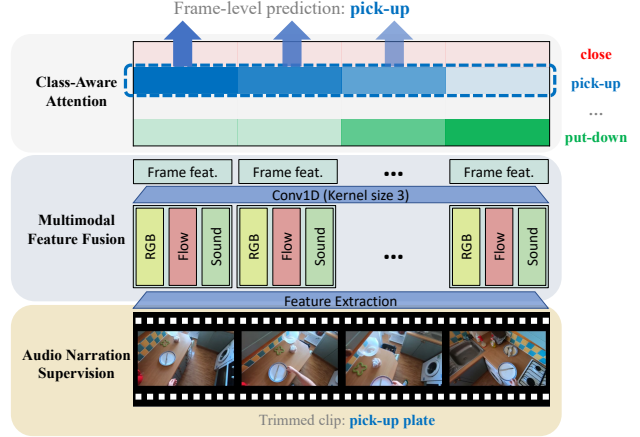 Frame-level prediction: pick-up
close
Class-Aware
Attention
pick-up
...
put-down
Frame feat. Frame feat. ... Frame feat.
Conv1D (Kernel size 3)
Multimodal
Feature Fusion
RGB Flow Sound RGB Flow Sound ... RGB Flow Sound
Feature Extraction
Audio Narration
Supervision
Trimmed clip: pick-up plate